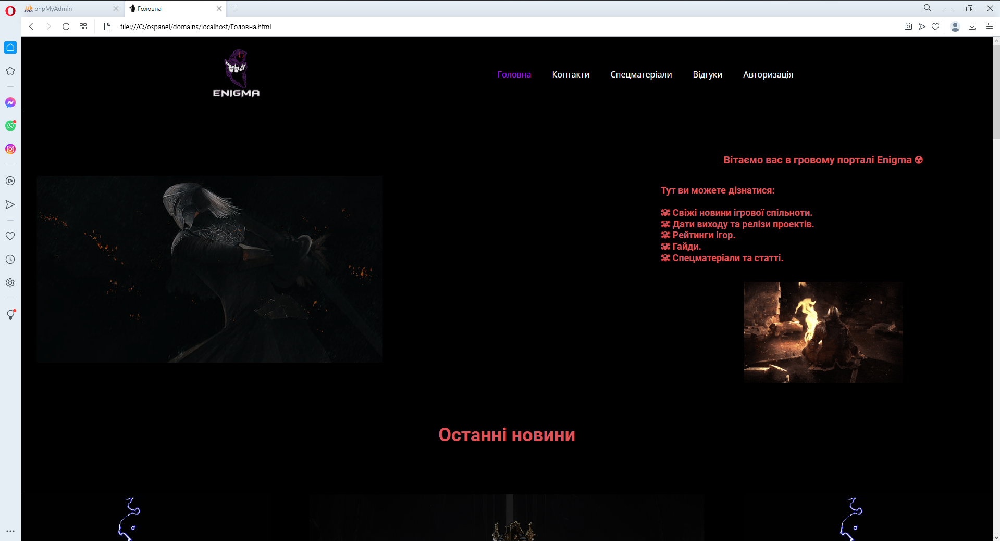 phpMyAdmin
Головна
file:///C:/ospanel/domains/localhost/Головна.html
ENIGMA
Головна Контакти Спецматеріали Відгуки Авторизація
Вітаємо вас в гровому порталі Enigma ☢
Тут ви можете дізнатися:
☠ Свіжі новини ігрової спільноти.
☠ Дати виходу та релізи проектів.
☠ Рейтинги ігор.
☠ Гайди.
☠ Спецматеріали та статті.
Останні новини